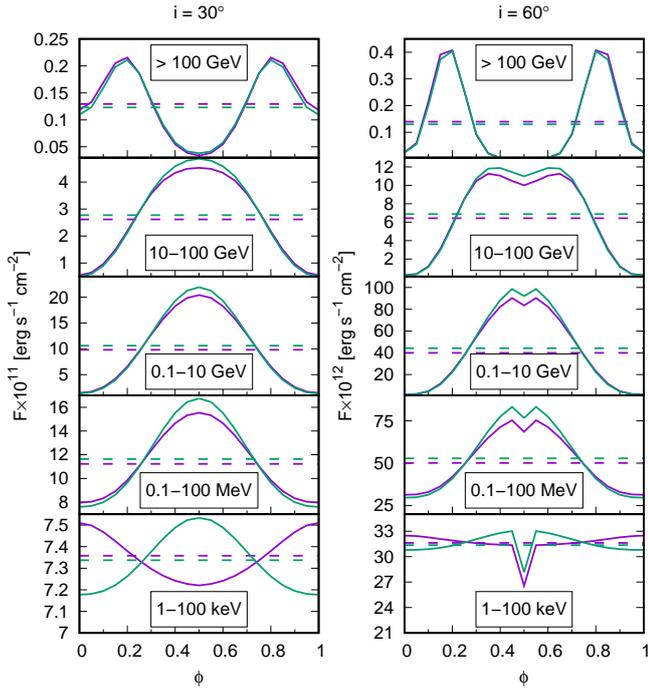 i = 30° i = 60°
0.25
0.2
0.15
0.1
0.05
> 100 GeV
0.4
0.3
0.2
0.1
> 100 GeV
4
3
2
1
10–100 GeV
12
10
8
6
4
2
10–100 GeV
20
15
10
5
0.1–10 GeV
100
80
60
40
20
0.1–10 GeV
16
14
12
10
8
0.1–100 MeV
75
50
25
0.1–100 MeV
7.5
7.4
7.3
7.2
7.1
7
1–100 keV
33
30
27
24
21
1–100 keV
F×10¹¹ [erg s⁻¹ cm⁻²]
F×10¹² [erg s⁻¹ cm⁻²]
0 0.2 0.4 0.6 0.8 1
0 0.2 0.4 0.6 0.8 1
ϕ ϕ